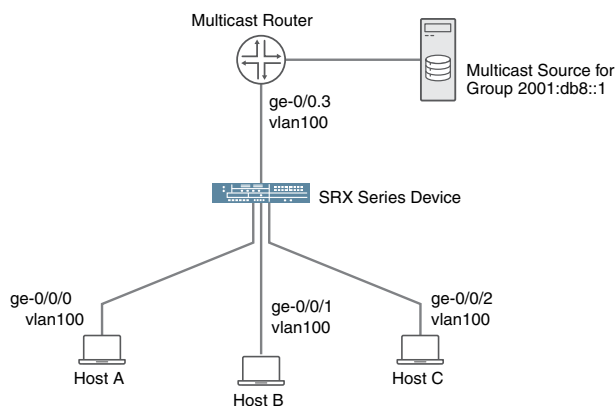 Multicast Router
Multicast Source for
Group 2001:db8::1
ge-0/0.3
vlan100
SRX Series Device
ge-0/0/0
vlan100
ge-0/0/1
vlan100
ge-0/0/2
vlan100
Host A
Host B
Host C